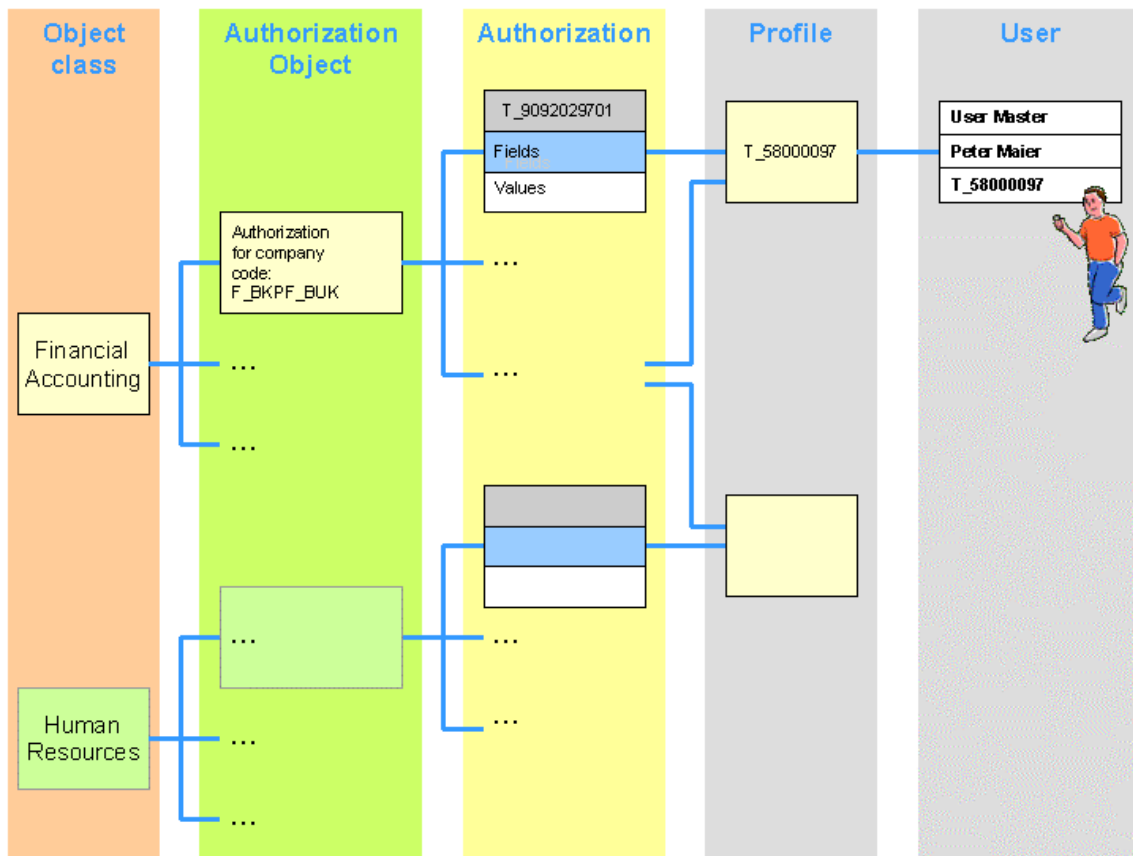 Object class
Authorization Object
Authorization
Profile
User
T_9092029701
Fields
Values
...
...
T_58000097
User Master
Peter Maier
T_58000097
Authorization
for company
code:
F_BKPF_BUK
...
...
Financial
Accounting
...
...
...
...
...
Human
Resources